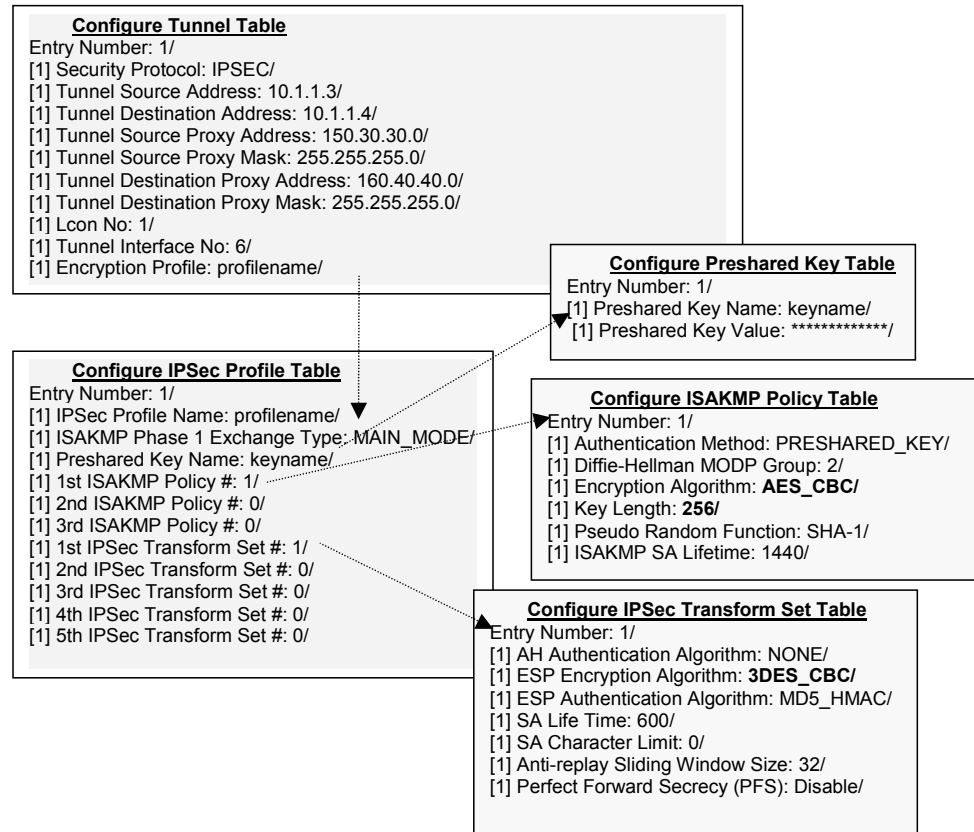 Configure Tunnel Table
Entry Number: 1/
[1] Security Protocol: IPSEC/
[1] Tunnel Source Address: 10.1.1.3/
[1] Tunnel Destination Address: 10.1.1.4/
[1] Tunnel Source Proxy Address: 150.30.30.0/
[1] Tunnel Source Proxy Mask: 255.255.255.0/
[1] Tunnel Destination Proxy Address: 160.40.40.0/
[1] Tunnel Destination Proxy Mask: 255.255.255.0/
[1] Lcon No: 1/
[1] Tunnel Interface No: 6/
[1] Encryption Profile: profilename/
Configure Preshared Key Table
Entry Number: 1/
[1] Preshared Key Name: keyname/
[1] Preshared Key Value: *************/
Configure IPSec Profile Table
Entry Number: 1/
[1] IPSec Profile Name: profilename/
[1] ISAKMP Phase 1 Exchange Type: MAIN_MODE/
[1] Preshared Key Name: keyname/
[1] 1st ISAKMP Policy #: 1/
[1] 2nd ISAKMP Policy #: 0/
[1] 3rd ISAKMP Policy #: 0/
[1] 1st IPSec Transform Set #: 1/
[1] 2nd IPSec Transform Set #: 0/
[1] 3rd IPSec Transform Set #: 0/
[1] 4th IPSec Transform Set #: 0/
[1] 5th IPSec Transform Set #: 0/
Configure ISAKMP Policy Table
Entry Number: 1/
[1] Authentication Method: PRESHARED_KEY/
[1] Diffie-Hellman MODP Group: 2/
[1] Encryption Algorithm: AES_CBC/
[1] Key Length: 256/
[1] Pseudo Random Function: SHA-1/
[1] ISAKMP SA Lifetime: 1440/
Configure IPSec Transform Set Table
Entry Number: 1/
[1] AH Authentication Algorithm: NONE/
[1] ESP Encryption Algorithm: 3DES_CBC/
[1] ESP Authentication Algorithm: MD5_HMAC/
[1] SA Life Time: 600/
[1] SA Character Limit: 0/
[1] Anti-replay Sliding Window Size: 32/
[1] Perfect Forward Secrecy (PFS): Disable/